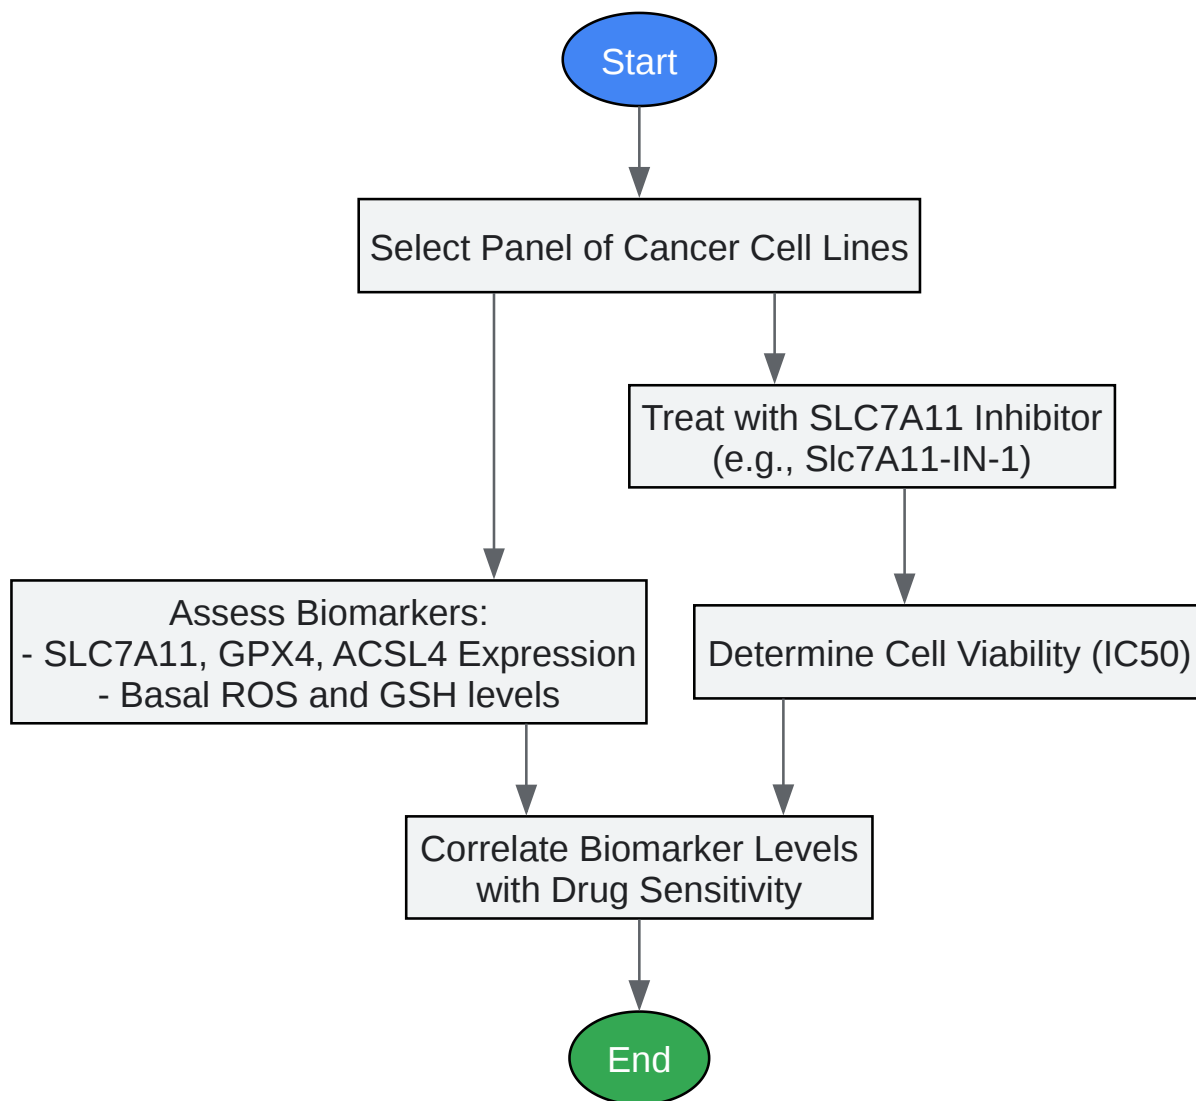 Start
Select Panel of Cancer Cell Lines
Treat with SLC7A11 Inhibitor
(e.g., Slc7A11-IN-1)
Assess Biomarkers:
- SLC7A11, GPX4, ACSL4 Expression
- Basal ROS and GSH levels
Determine Cell Viability (IC50)
Correlate Biomarker Levels
with Drug Sensitivity
End